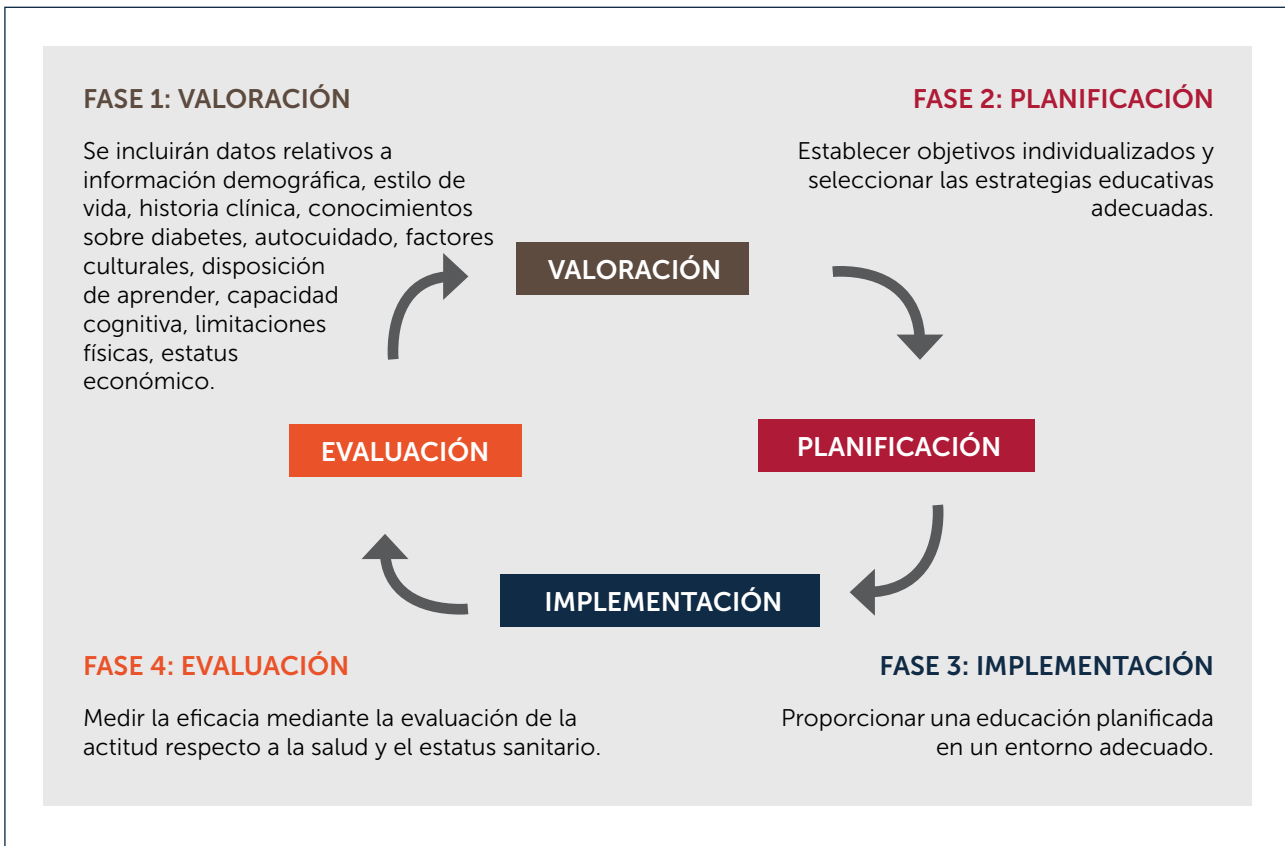 FASE 1: VALORACIÓN
Se incluirán datos relativos a
información demográfica, estilo de
vida, historia clínica, conocimientos
sobre diabetes, autocuidado, factores
culturales, disposición
de aprender, capacidad
cognitiva, limitaciones
físicas, estatus
económico.
FASE 2: PLANIFICACIÓN
Establecer objetivos individualizados y
seleccionar las estrategias educativas
adecuadas.
VALORACIÓN
EVALUACIÓN
PLANIFICACIÓN
IMPLEMENTACIÓN
FASE 4: EVALUACIÓN
Medir la eficacia mediante la evaluación de la
actitud respecto a la salud y el estatus sanitario.
FASE 3: IMPLEMENTACIÓN
Proporcionar una educación planificada
en un entorno adecuado.